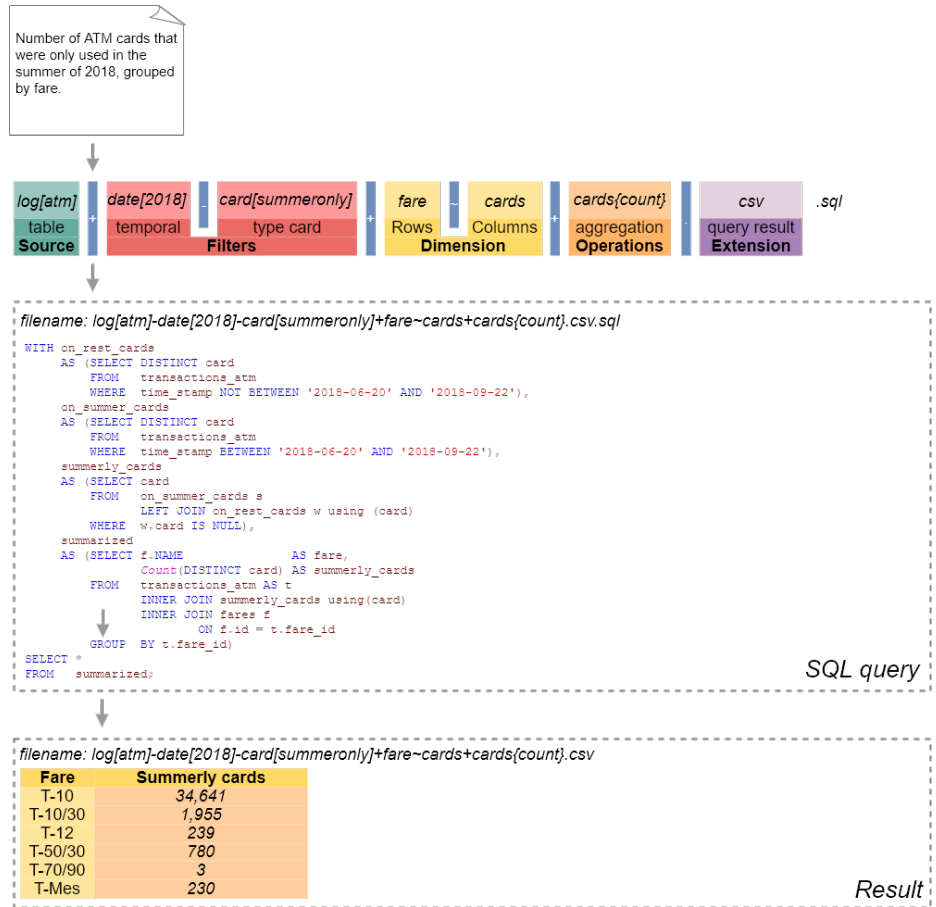 Number of ATM cards that
were only used in the
summer of 2018, grouped
by fare.
log[atm] + date[2018] - card[summeronly] + fare ~ cards + cards{count} . csv .sql
table temporal type card Rows Columns aggregation query result
Source Filters Dimension Operations Extension
filename: log[atm]-date[2018]-card[summeronly]+fare~cards+cards{count}.csv.sql
WITH on_rest_cards
AS (SELECT DISTINCT card
FROM transactions_atm
WHERE time_stamp NOT BETWEEN '2018-06-20' AND '2018-09-22'),
on_summer_cards
AS (SELECT DISTINCT card
FROM transactions_atm
WHERE time_stamp BETWEEN '2018-06-20' AND '2018-09-22'),
summerly_cards
AS (SELECT card
FROM on_summer_cards s
LEFT JOIN on_rest_cards w using (card)
WHERE w.card IS NULL),
summarized
AS (SELECT f.NAME AS fare,
Count(DISTINCT card) AS summerly_cards
FROM transactions_atm AS t
INNER JOIN summerly_cards using(card)
INNER JOIN fares f
ON f.id = t.fare_id
GROUP BY t.fare_id)
SELECT *
FROM summarized;
SQL query
filename: log[atm]-date[2018]-card[summeronly]+fare~cards+cards{count}.csv
Fare Summerly cards
T-10 34,641
T-10/30 1,955
T-12 239
T-50/30 780
T-70/90 3
T-Mes 230
Result